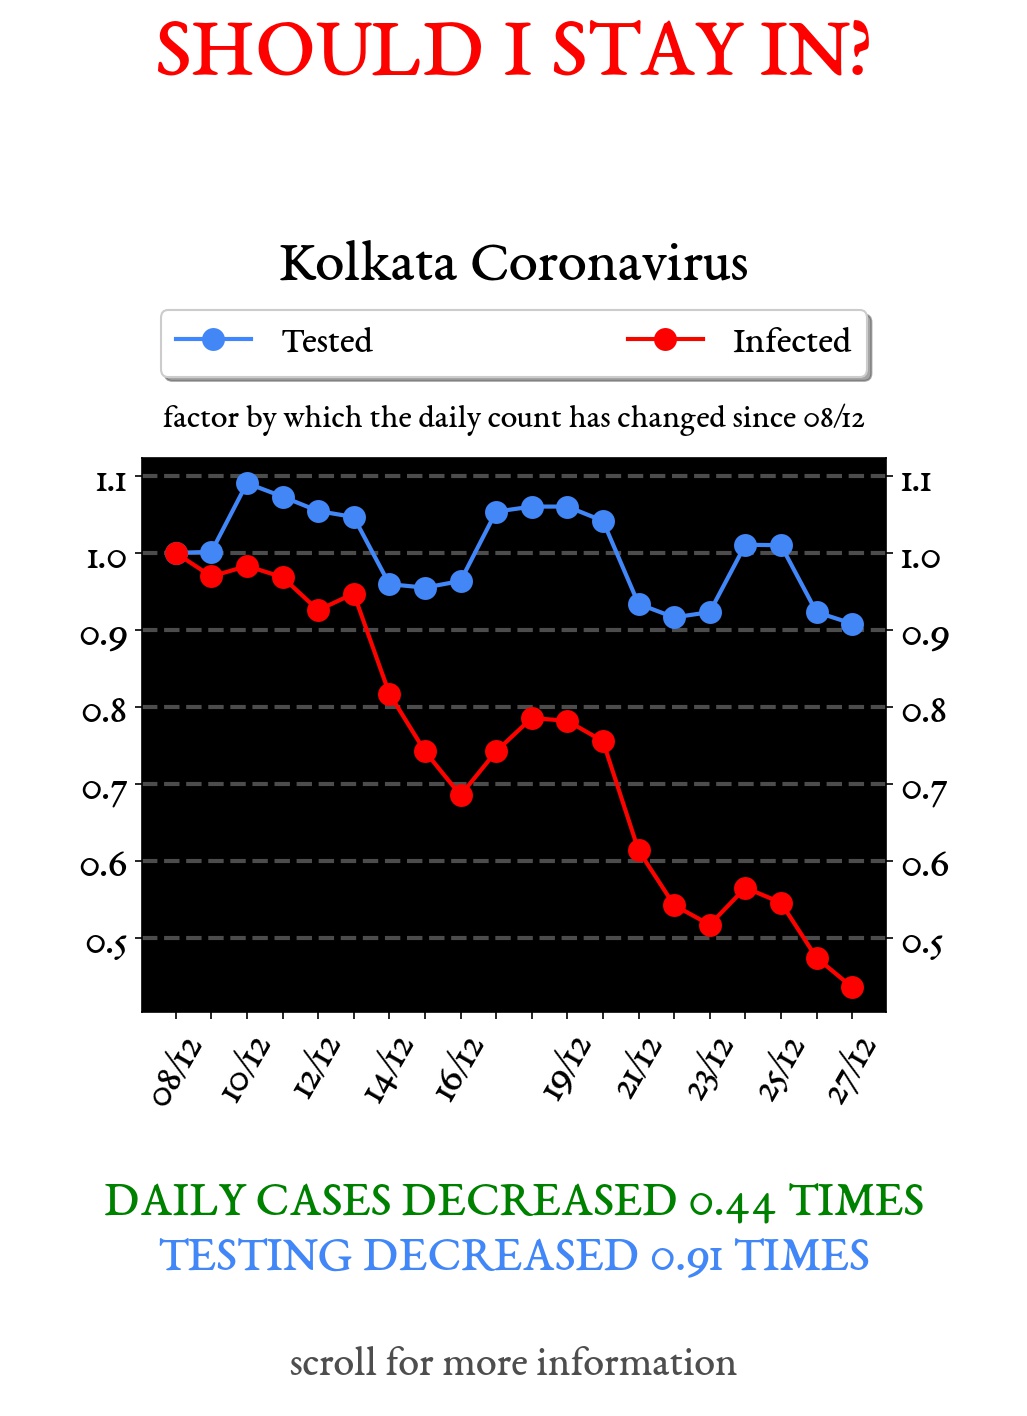 SHOULD I STAY IN?
Kolkata Coronavirus
Tested Infected
factor by which the daily count has changed since 08/12
1.1 1.1
1.0 1.0
0.9 0.9
0.8 0.8
0.7 0.7
0.6 0.6
0.5 0.5
08/12 10/12 12/12 14/12 16/12 19/12 21/12 23/12 25/12 27/12
DAILY CASES DECREASED 0.44 TIMES
TESTING DECREASED 0.91 TIMES
scroll for more information